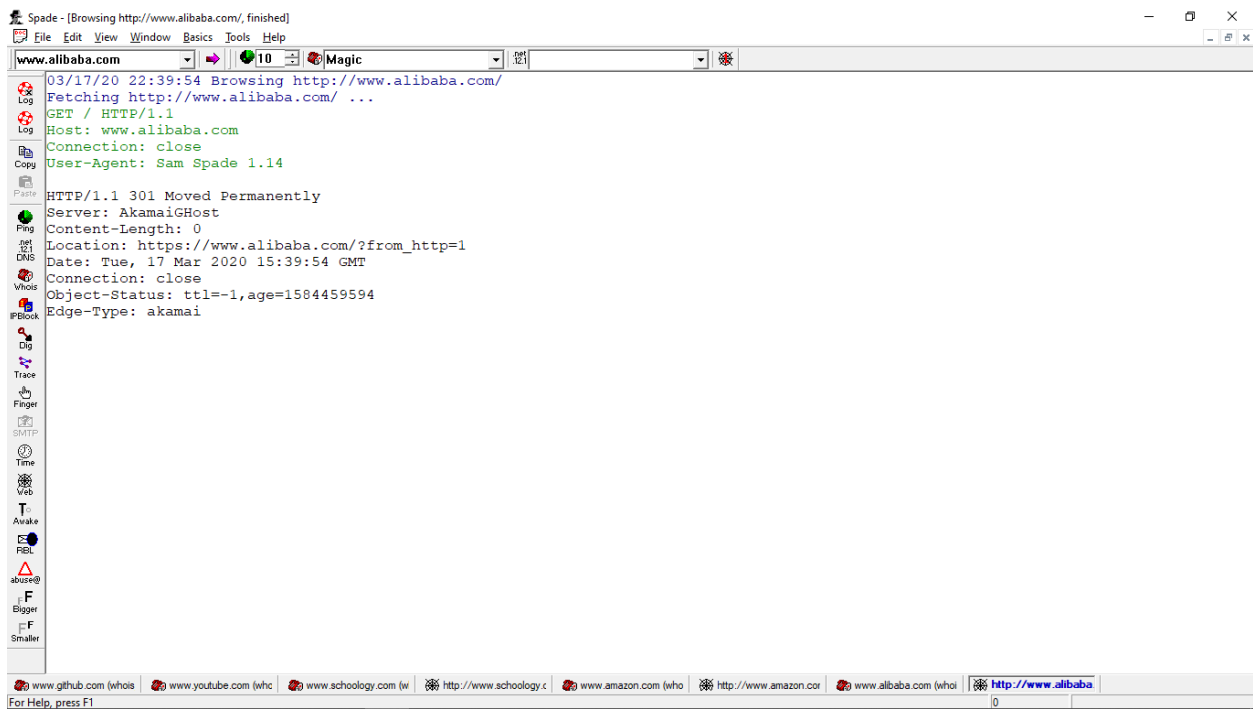 Spade - [Browsing http://www.alibaba.com/, finished]
File Edit View Window Basics Tools Help
www.alibaba.com 10 Magic .net .12.1
03/17/20 22:39:54 Browsing http://www.alibaba.com/
Fetching http://www.alibaba.com/ ...
GET / HTTP/1.1
Host: www.alibaba.com
Connection: close
User-Agent: Sam Spade 1.14
HTTP/1.1 301 Moved Permanently
Server: AkamaiGHost
Content-Length: 0
Location: https://www.alibaba.com/?from_http=1
Date: Tue, 17 Mar 2020 15:39:54 GMT
Connection: close
Object-Status: ttl=-1,age=1584459594
Edge-Type: akamai
Log
Log
Copy
Paste
Ping
.net
.12.1
DNS
Whois
IPBlock
Dig
Trace
Finger
SMTP
Time
Web
Awake
RBL
abuse@
Bigger
Smaller
www.github.com (whois www.youtube.com (whc www.schoology.com (w http://www.schoology.c www.amazon.com (who http://www.amazon.cor www.alibaba.com (whoi http://www.alibaba.
For Help, press F1 0